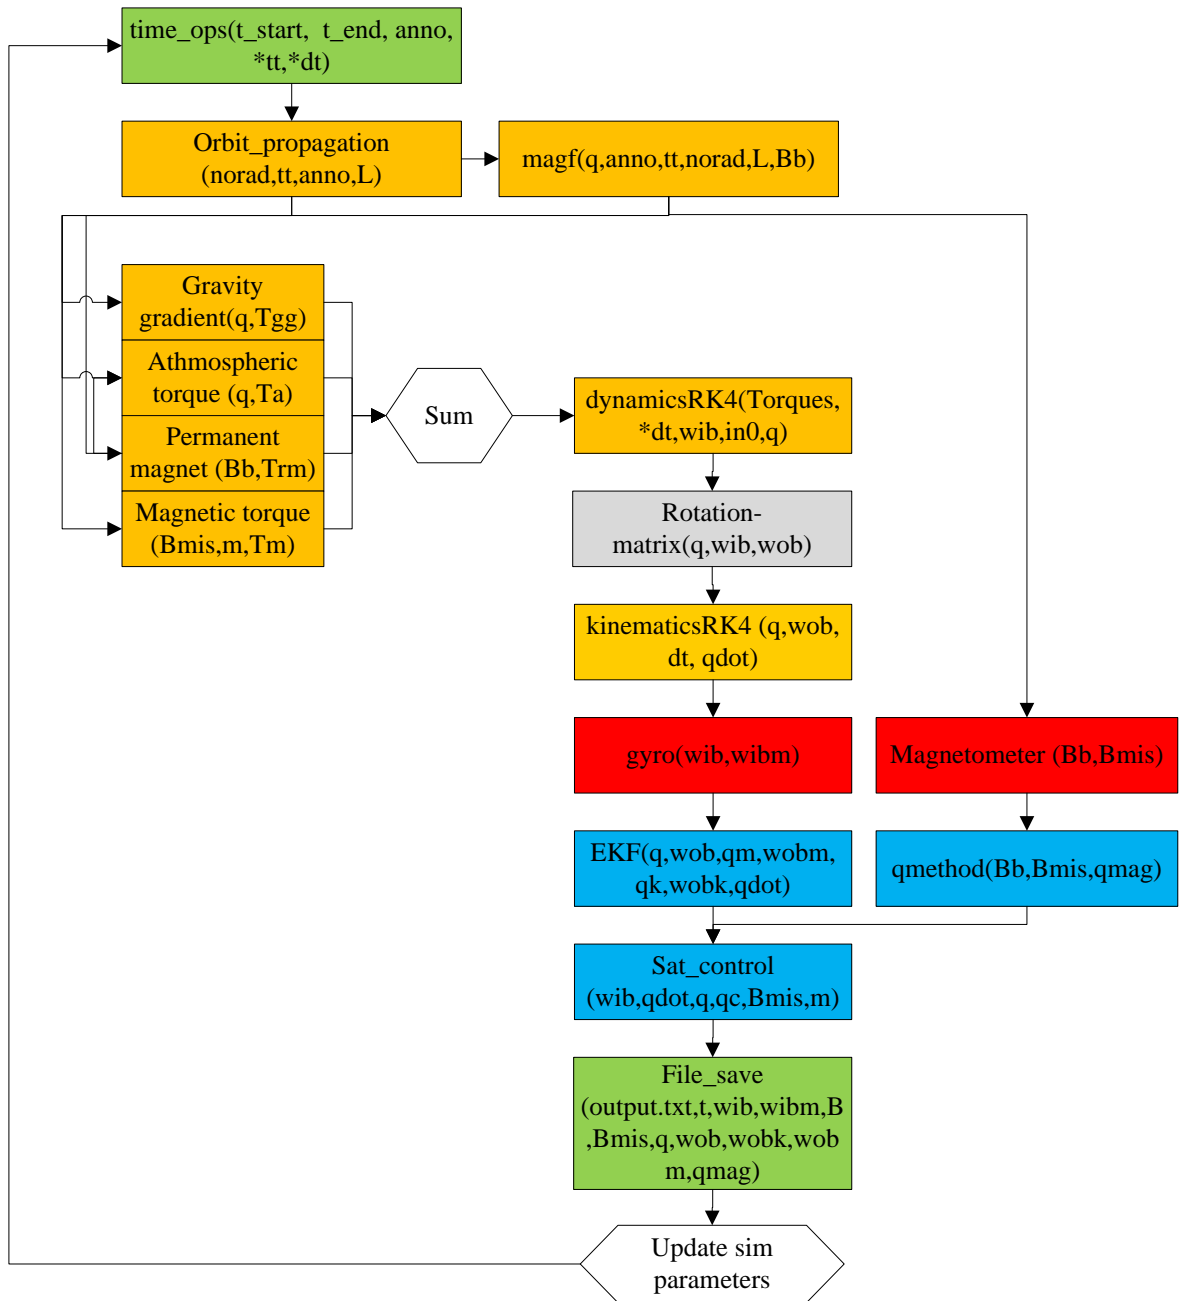 time_ops(t_start, t_end, anno,
*tt,*dt)
Orbit_propagation
(norad,tt,anno,L)
magf(q,anno,tt,norad,L,Bb)
Gravity
gradient(q,Tgg)
Athmospheric
torque (q,Ta)
Permanent
magnet (Bb,Trm)
Magnetic torque
(Bmis,m,Tm)
Sum
dynamicsRK4(Torques,
*dt,wib,in0,q)
Rotation-
matrix(q,wib,wob)
kinematicsRK4 (q,wob,
dt, qdot)
gyro(wib,wibm)
Magnetometer (Bb,Bmis)
EKF(q,wob,qm,wobm,
qk,wobk,qdot)
qmethod(Bb,Bmis,qmag)
Sat_control
(wib,qdot,q,qc,Bmis,m)
File_save
(output.txt,t,wib,wibm,B
,Bmis,q,wob,wobk,wob
m,qmag)
Update sim
parameters